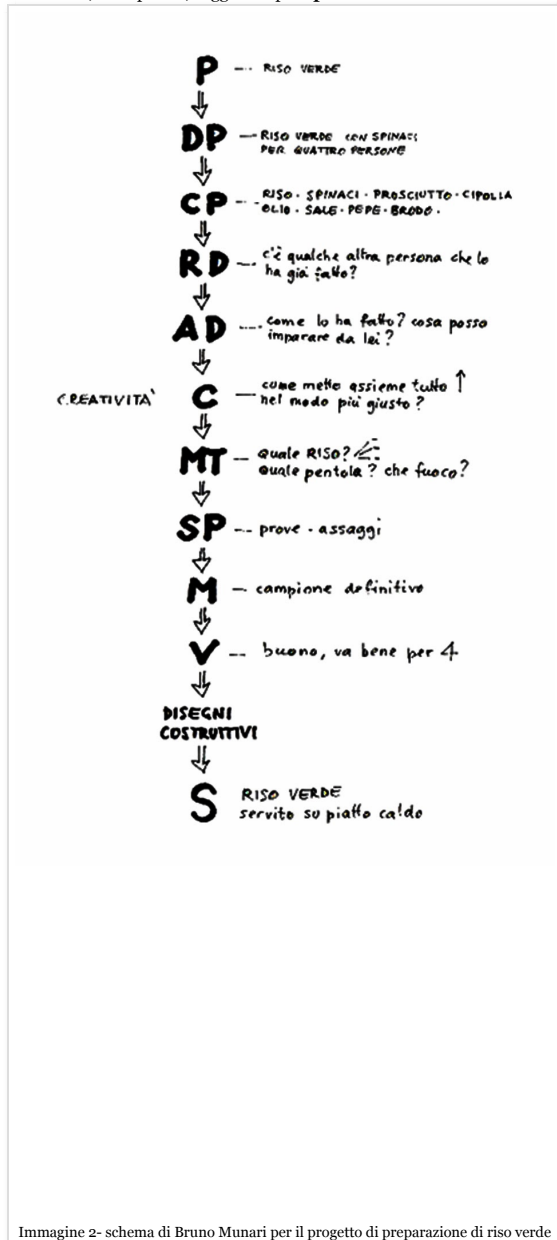 P --- RISO VERDE
DP — RISO VERDE CON SPINACI
PER QUATTRO PERSONE
CP --- RISO · SPINACI · PROSCIUTTO · CIPOLLA
OLIO · SALE · PEPE · BRODO ·
RD — c'è qualche altra persona che lo
ha già fatto?
AD --- come lo ha fatto? cosa posso
imparare da lei?
CREATIVITÀ C — come metto assieme tutto ↑
nel modo più giusto?
MT — quale RISO?
quale pentola? che fuoco?
SP -- prove - assaggi
M — campione definitivo
V -- buono, va bene per 4
DISEGNI
COSTRUTTIVI
S RISO VERDE
servito su piatto caldo
Immagine 2- schema di Bruno Munari per il progetto di preparazione di riso verde